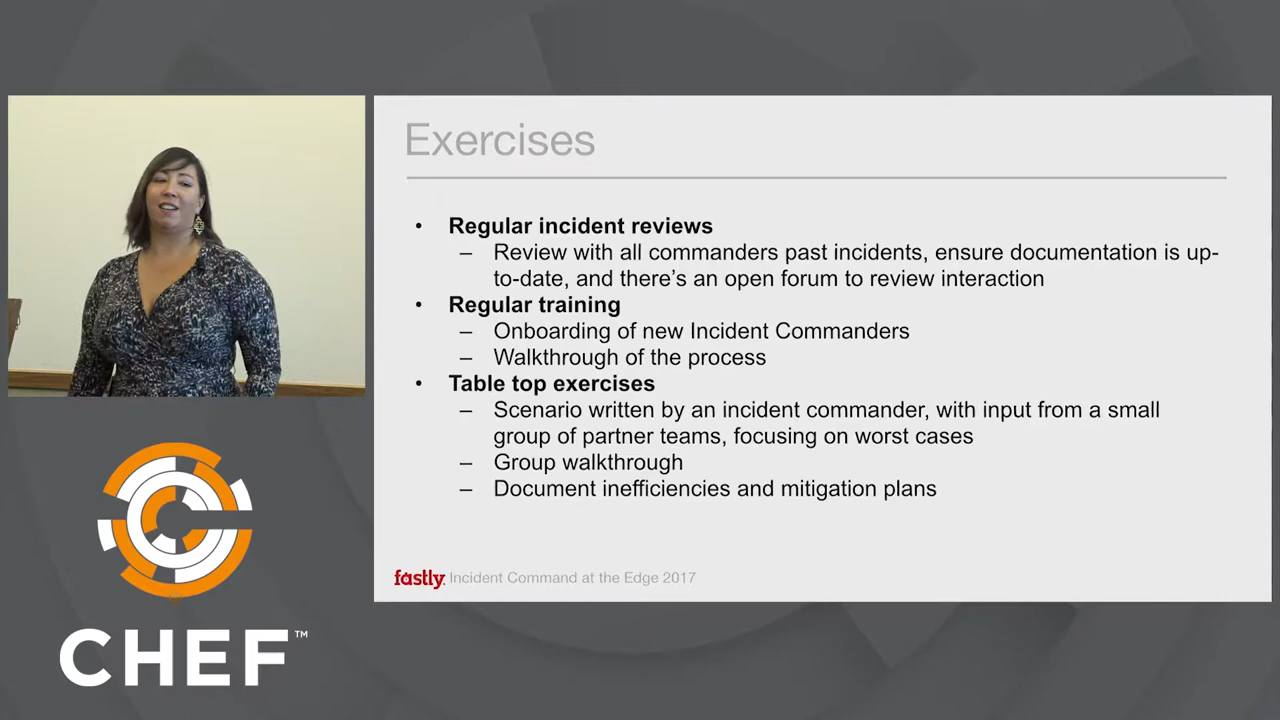 Exercises
• Regular incident reviews
– Review with all commanders past incidents, ensure documentation is up-
to-date, and there's an open forum to review interaction
• Regular training
– Onboarding of new Incident Commanders
– Walkthrough of the process
• Table top exercises
– Scenario written by an incident commander, with input from a small
group of partner teams, focusing on worst cases
– Group walkthrough
– Document inefficiencies and mitigation plans
fastly. Incident Command at the Edge 2017
CHEF™